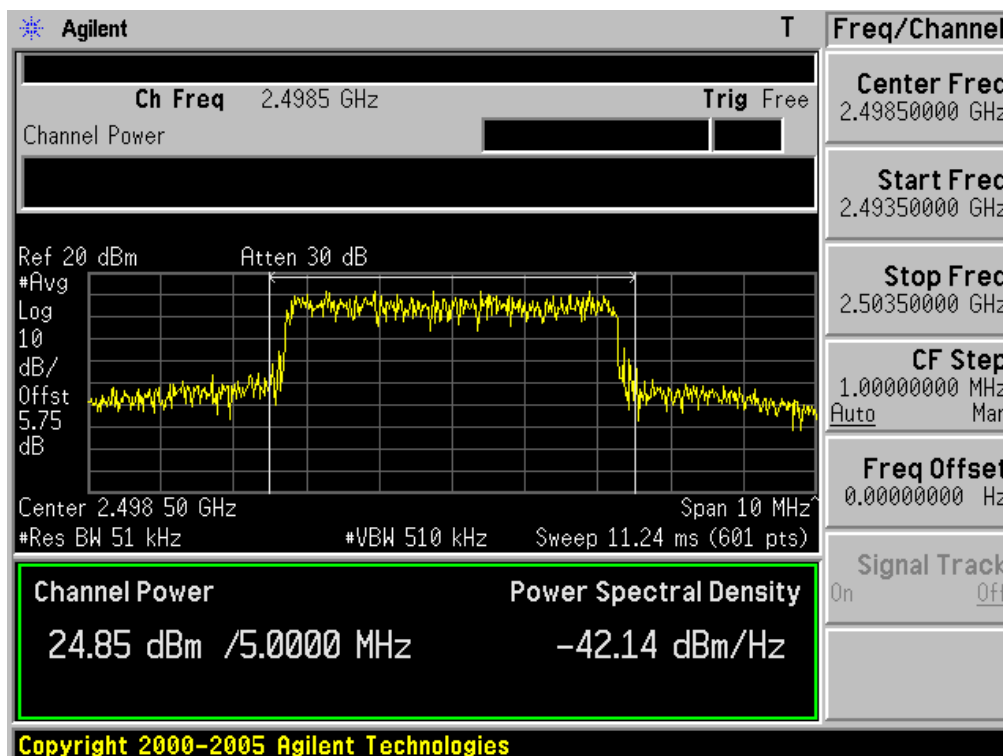 Agilent
T
Freq/Channel
Ch Freq 2.4985 GHz
Trig Free
Channel Power
Center Freq
2.49850000 GHz
Start Freq
2.49350000 GHz
Stop Freq
2.50350000 GHz
CF Step
1.00000000 MHz
Auto Man
Freq Offset
0.00000000 Hz
Signal Track
On Off
Ref 20 dBm
Atten 30 dB
#Avg
Log
10
dB/
Offst
5.75
dB
Center 2.498 50 GHz
Span 10 MHz^
#Res BW 51 kHz
#VBW 510 kHz
Sweep 11.24 ms (601 pts)
Channel Power
Power Spectral Density
24.85 dBm /5.0000 MHz
-42.14 dBm/Hz
Copyright 2000-2005 Agilent Technologies